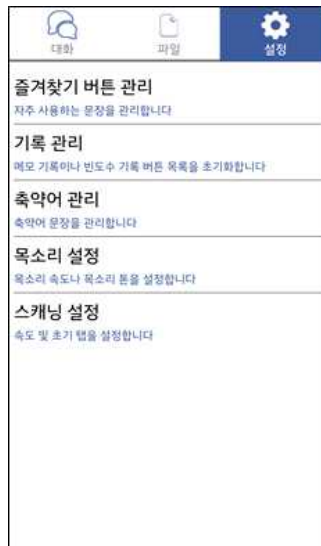 대화 파일 설정
즐겨찾기 버튼 관리
자주 사용하는 문장을 관리합니다
기록 관리
메모 기록이나 빈도수 기록 버튼 목록을 초기화합니다
축약어 관리
축약어 문장을 관리합니다
목소리 설정
목소리 속도나 목소리 톤을 설정합니다
스캐닝 설정
속도 및 초기 탭을 설정합니다